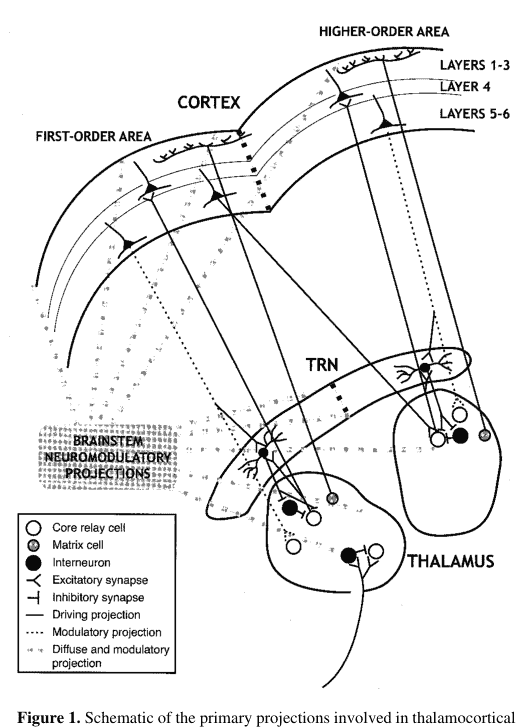 HIGHER-ORDER AREA
LAYERS 1-3
LAYER 4
LAYERS 5-6
CORTEX
FIRST-ORDER AREA
TRN
BRAINSTEM
NEUROMODULATORY
PROJECTIONS
THALAMUS
Core relay cell
Matrix cell
Interneuron
Excitatory synapse
Inhibitory synapse
Driving projection
Modulatory projection
Diffuse and modulatory
projection
Figure 1. Schematic of the primary projections involved in thalamocortical